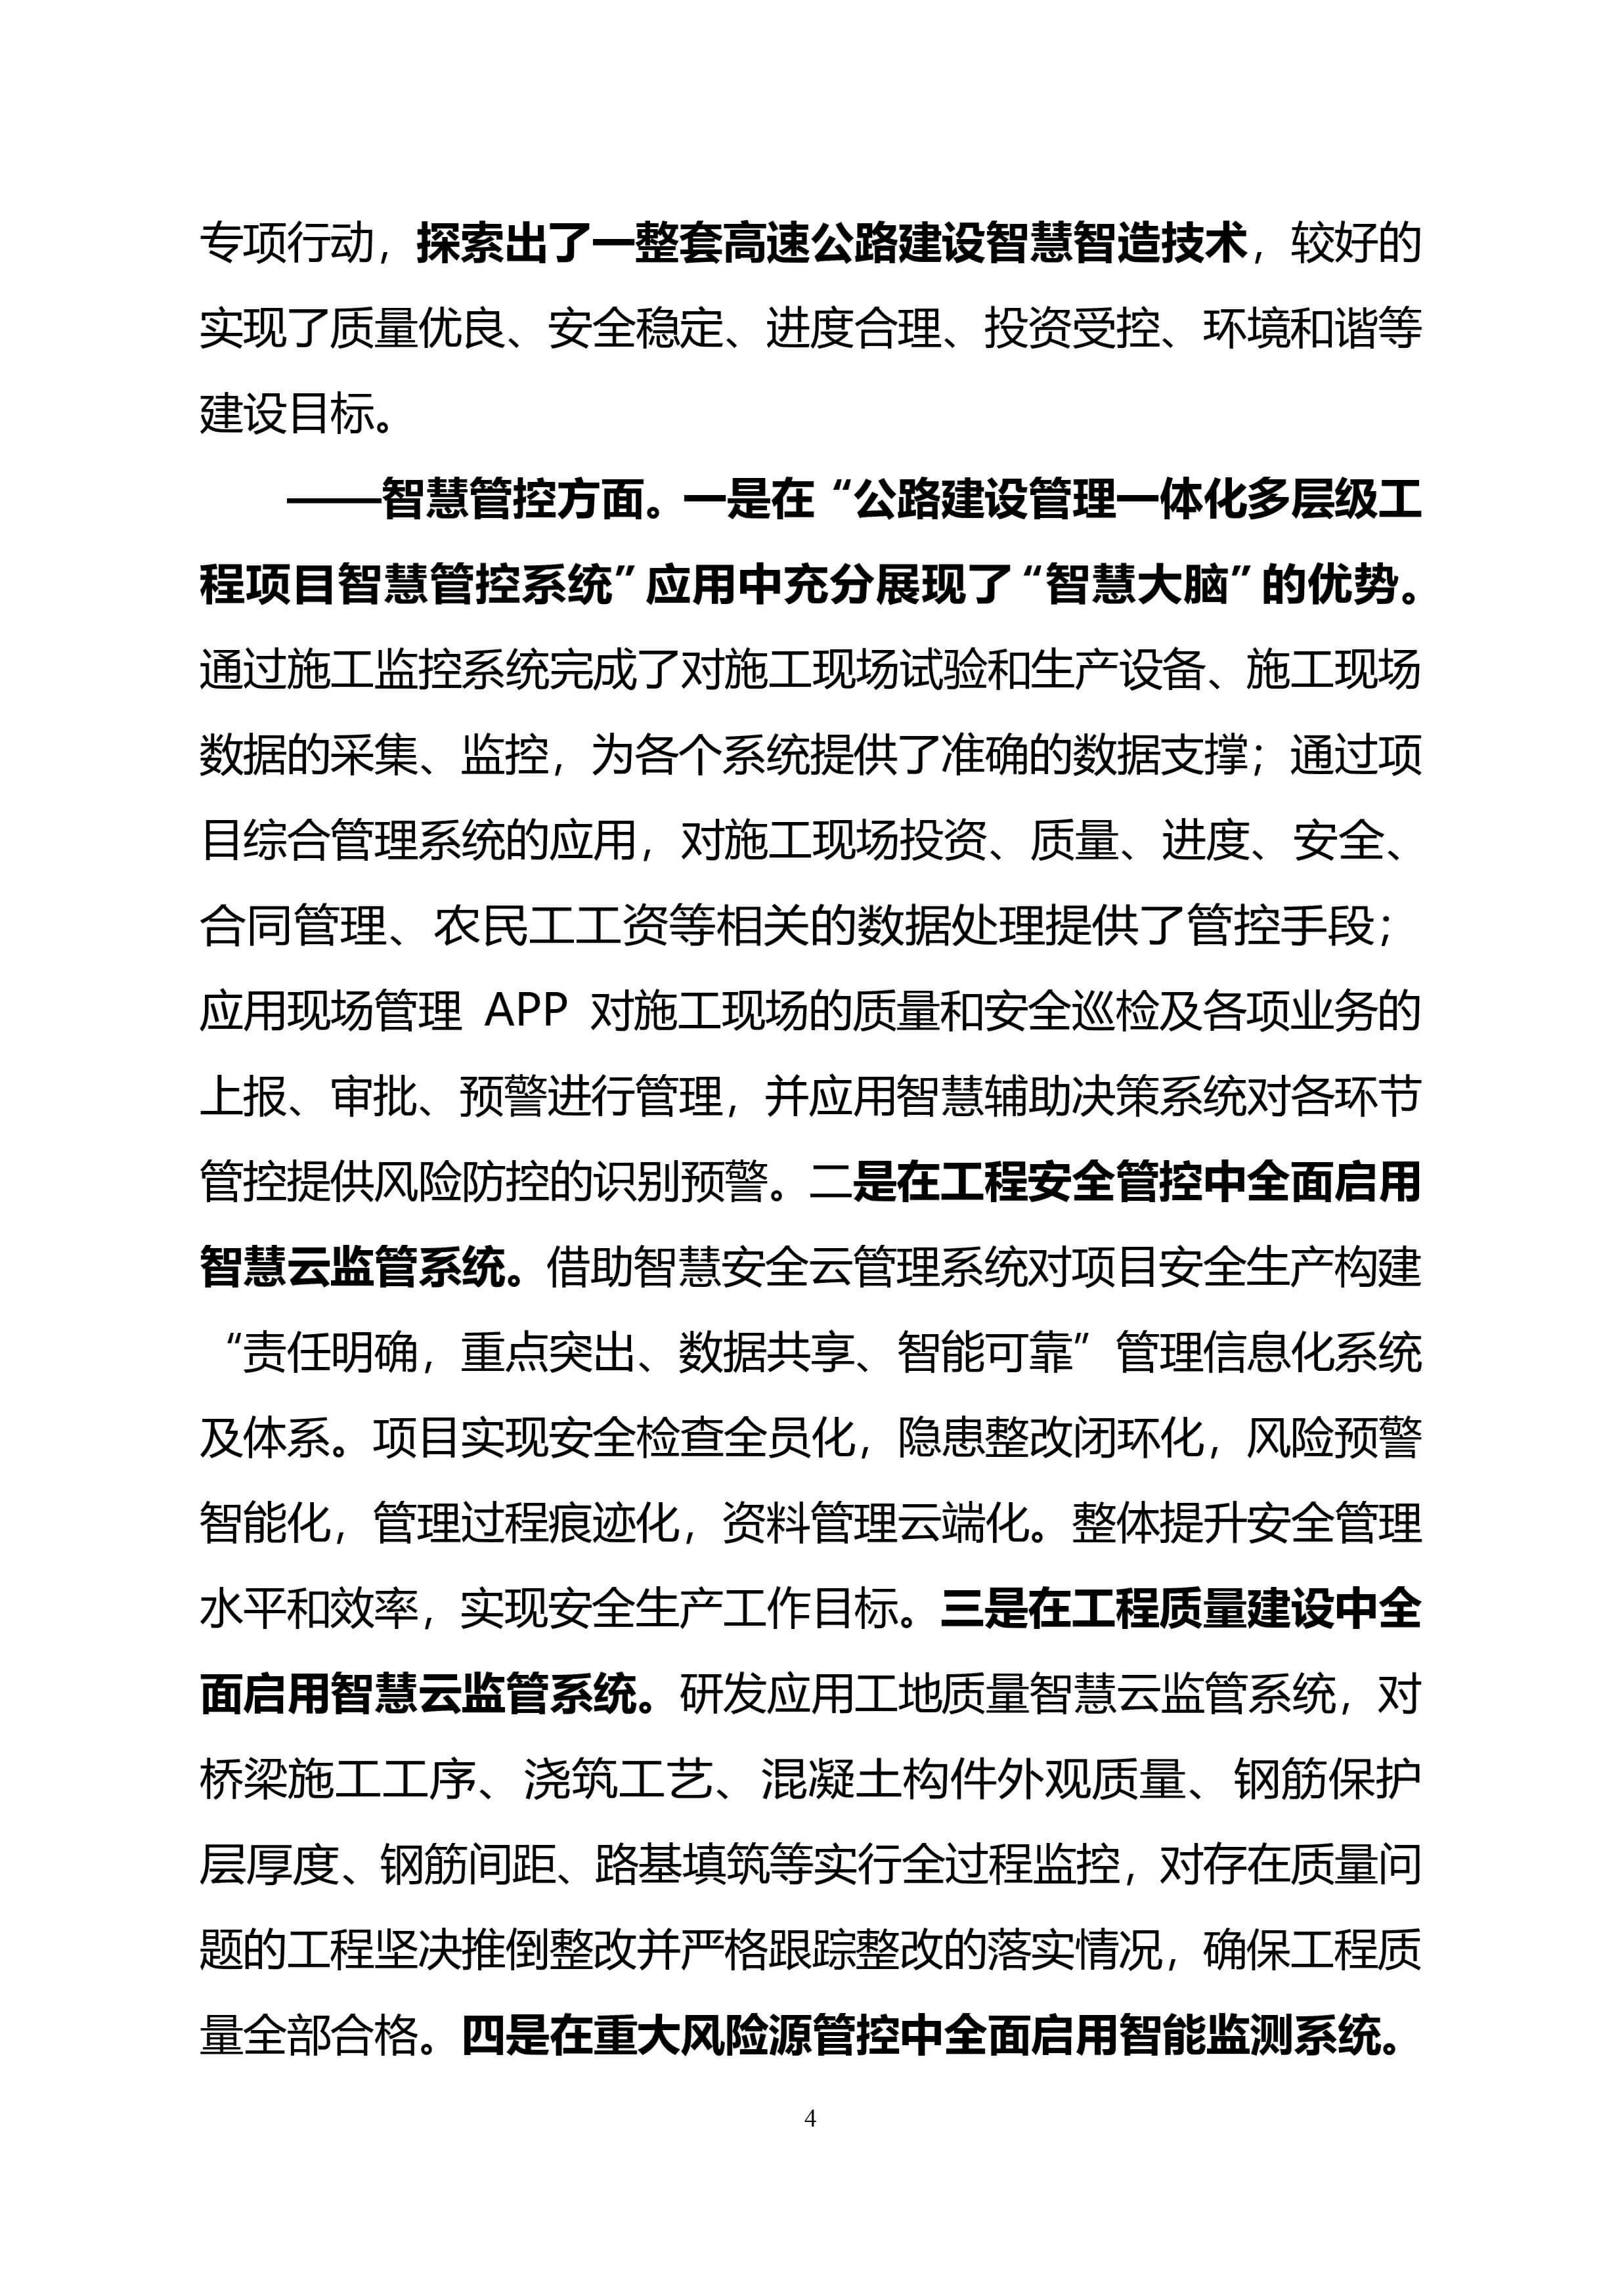 专项行动，探索出了一整套高速公路建设智慧智造技术，较好的
实现了质量优良、安全稳定、进度合理、投资受控、环境和谐等
建设目标。
——智慧管控方面。一是在“公路建设管理一体化多层级工
程项目智慧管控系统”应用中充分展现了“智慧大脑”的优势。
通过施工监控系统完成了对施工现场试验和生产设备、施工现场
数据的采集、监控，为各个系统提供了准确的数据支撑；通过项
目综合管理系统的应用，对施工现场投资、质量、进度、安全、
合同管理、农民工工资等相关的数据处理提供了管控手段；
应用现场管理 APP 对施工现场的质量和安全巡检及各项业务的
上报、审批、预警进行管理，并应用智慧辅助决策系统对各环节
管控提供风险防控的识别预警。二是在工程安全管控中全面启用
智慧云监管系统。借助智慧安全云管理系统对项目安全生产构建
“责任明确，重点突出、数据共享、智能可靠”管理信息化系统
及体系。项目实现安全检查全员化，隐患整改闭环化，风险预警
智能化，管理过程痕迹化，资料管理云端化。整体提升安全管理
水平和效率，实现安全生产工作目标。三是在工程质量建设中全
面启用智慧云监管系统。研发应用工地质量智慧云监管系统，对
桥梁施工工序、浇筑工艺、混凝土构件外观质量、钢筋保护
层厚度、钢筋间距、路基填筑等实行全过程监控，对存在质量问
题的工程坚决推倒整改并严格跟踪整改的落实情况，确保工程质
量全部合格。四是在重大风险源管控中全面启用智能监测系统。
4